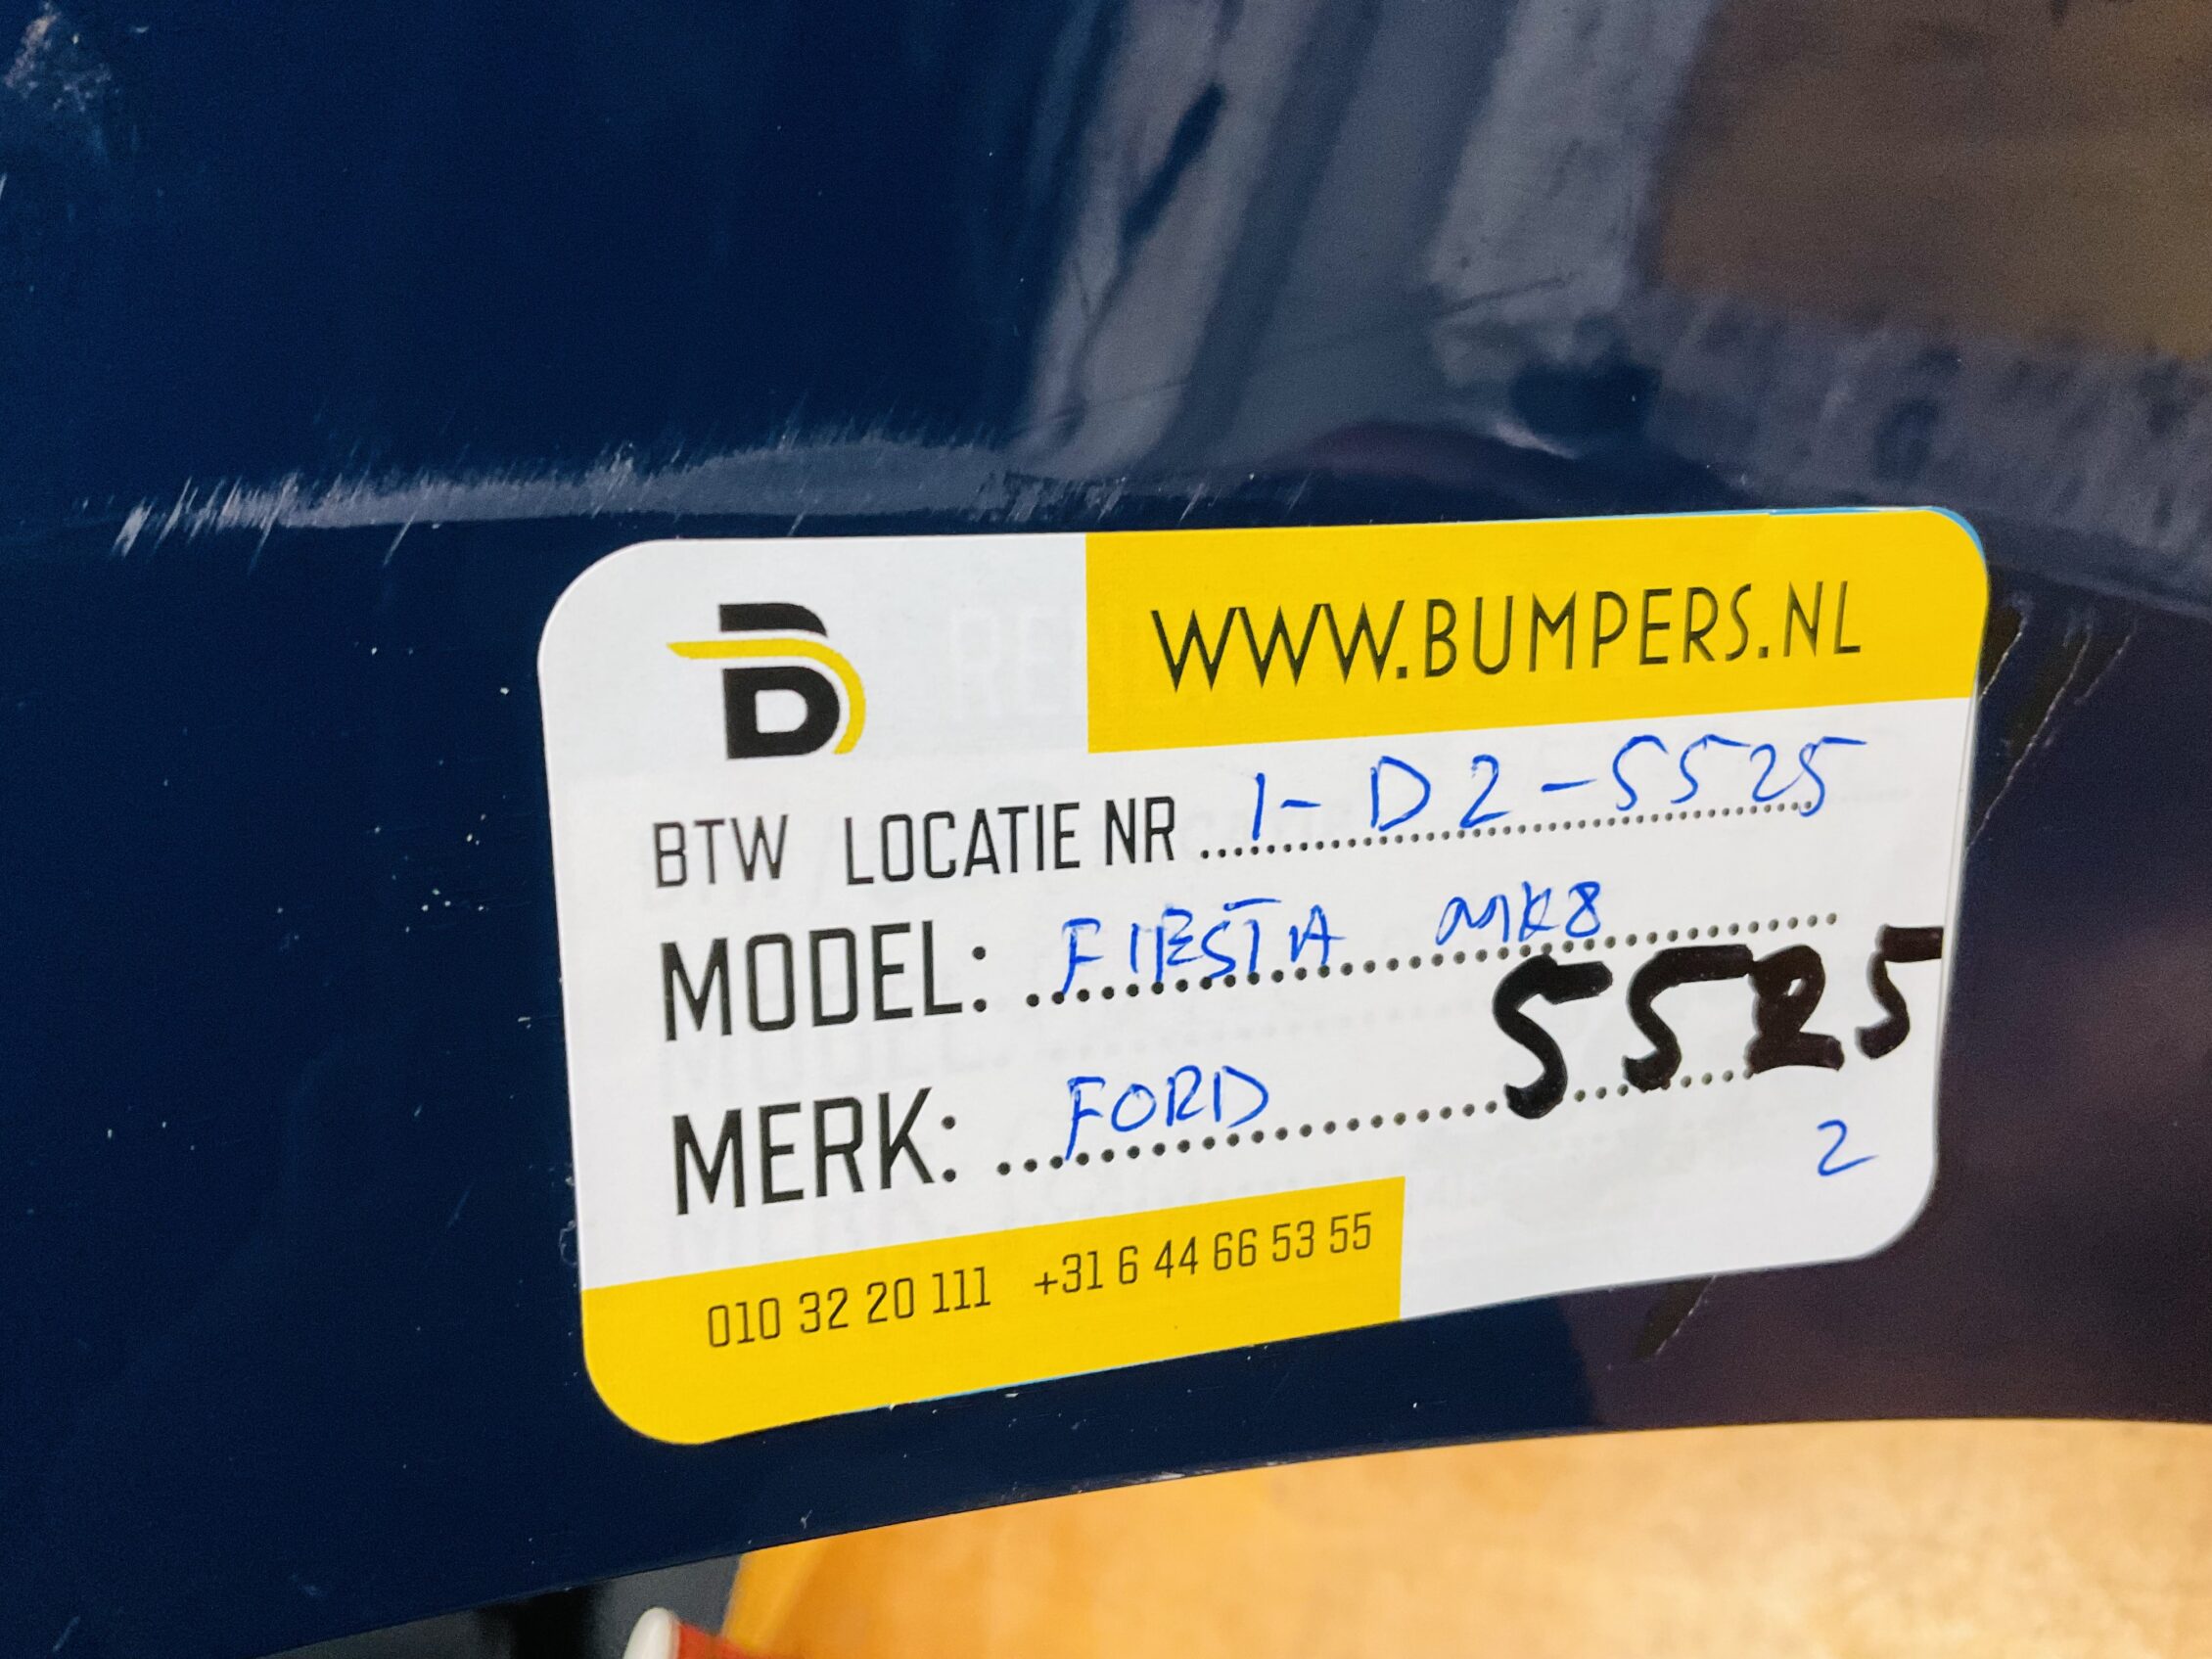 WWW.BUMPERS.NL
BTW LOCATIE NR 1-D2-5525
MODEL: FIESTA MK8
5525
MERK: FORD
2
010 32 20 111 +31 6 44 66 53 55